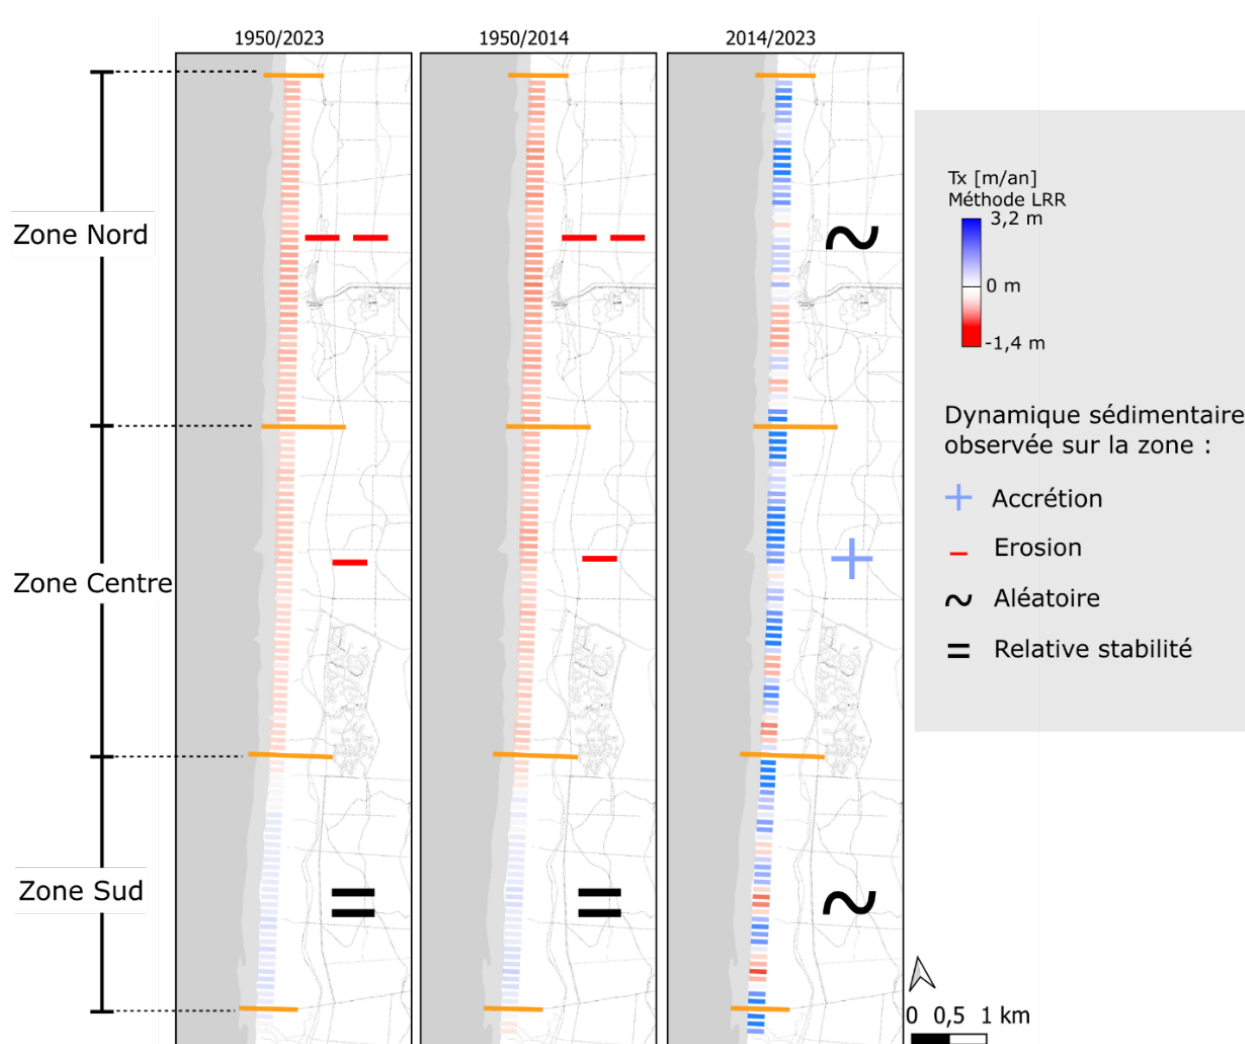 1950/2023
1950/2014
2014/2023
Zone Nord
Zone Centre
Zone Sud
Tx [m/an]
Méthode LRR
3,2 m
0 m
-1,4 m
Dynamique sédimentaire
observée sur la zone :
+ Accrétion
− Erosion
~ Aléatoire
= Relative stabilité
0 0,5 1 km